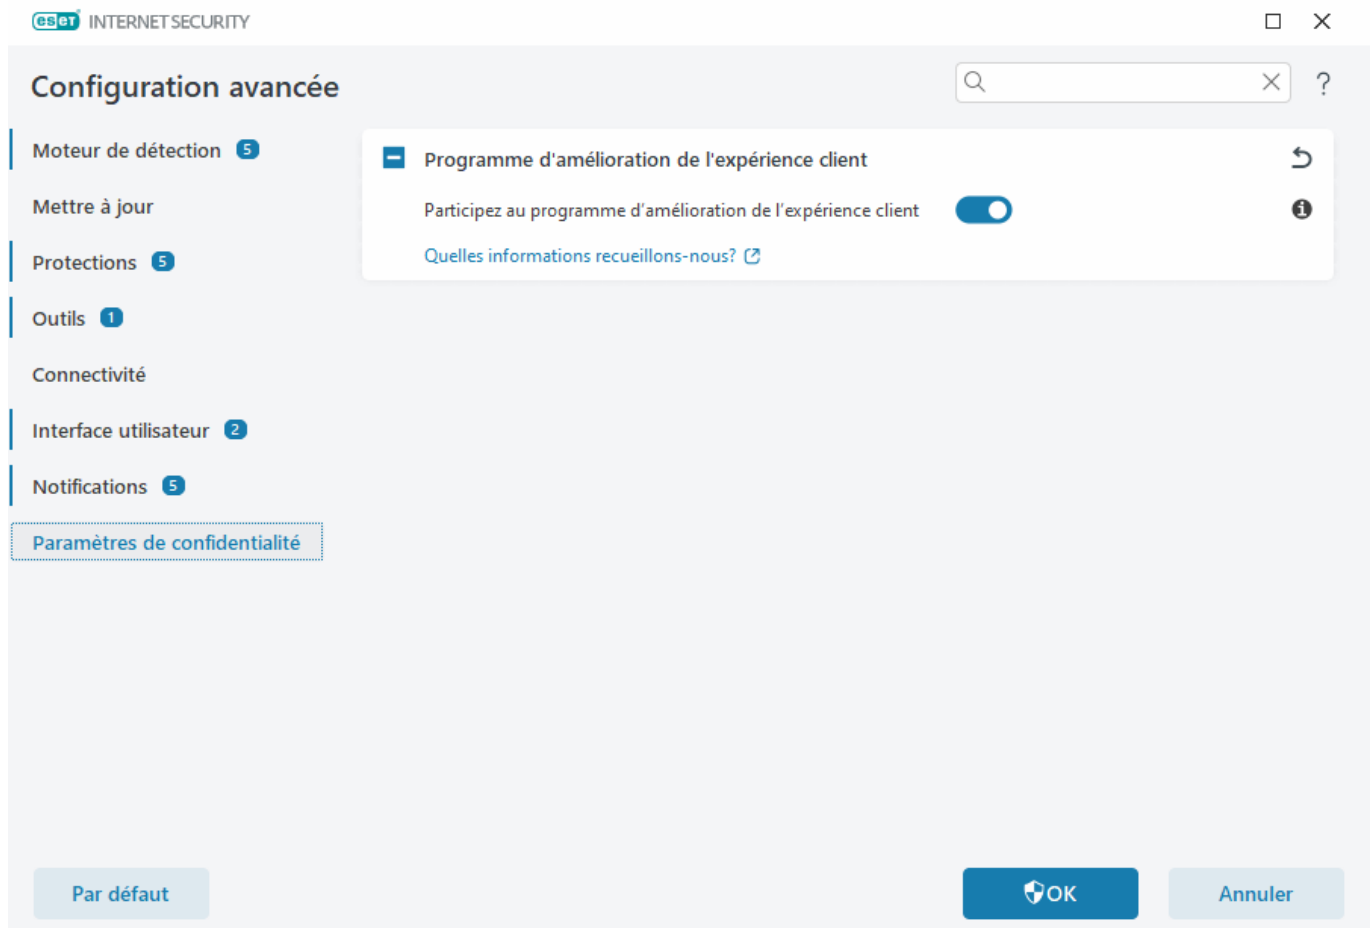 eset INTERNET SECURITY
Configuration avancée
?
Moteur de détection 5
Programme d'amélioration de l'expérience client
Mettre à jour
Participez au programme d'amélioration de l'expérience client
Protections 5
Quelles informations recueillons-nous?
Outils 1
Connectivité
Interface utilisateur 2
Notifications 5
Paramètres de confidentialité
Par défaut
OK
Annuler